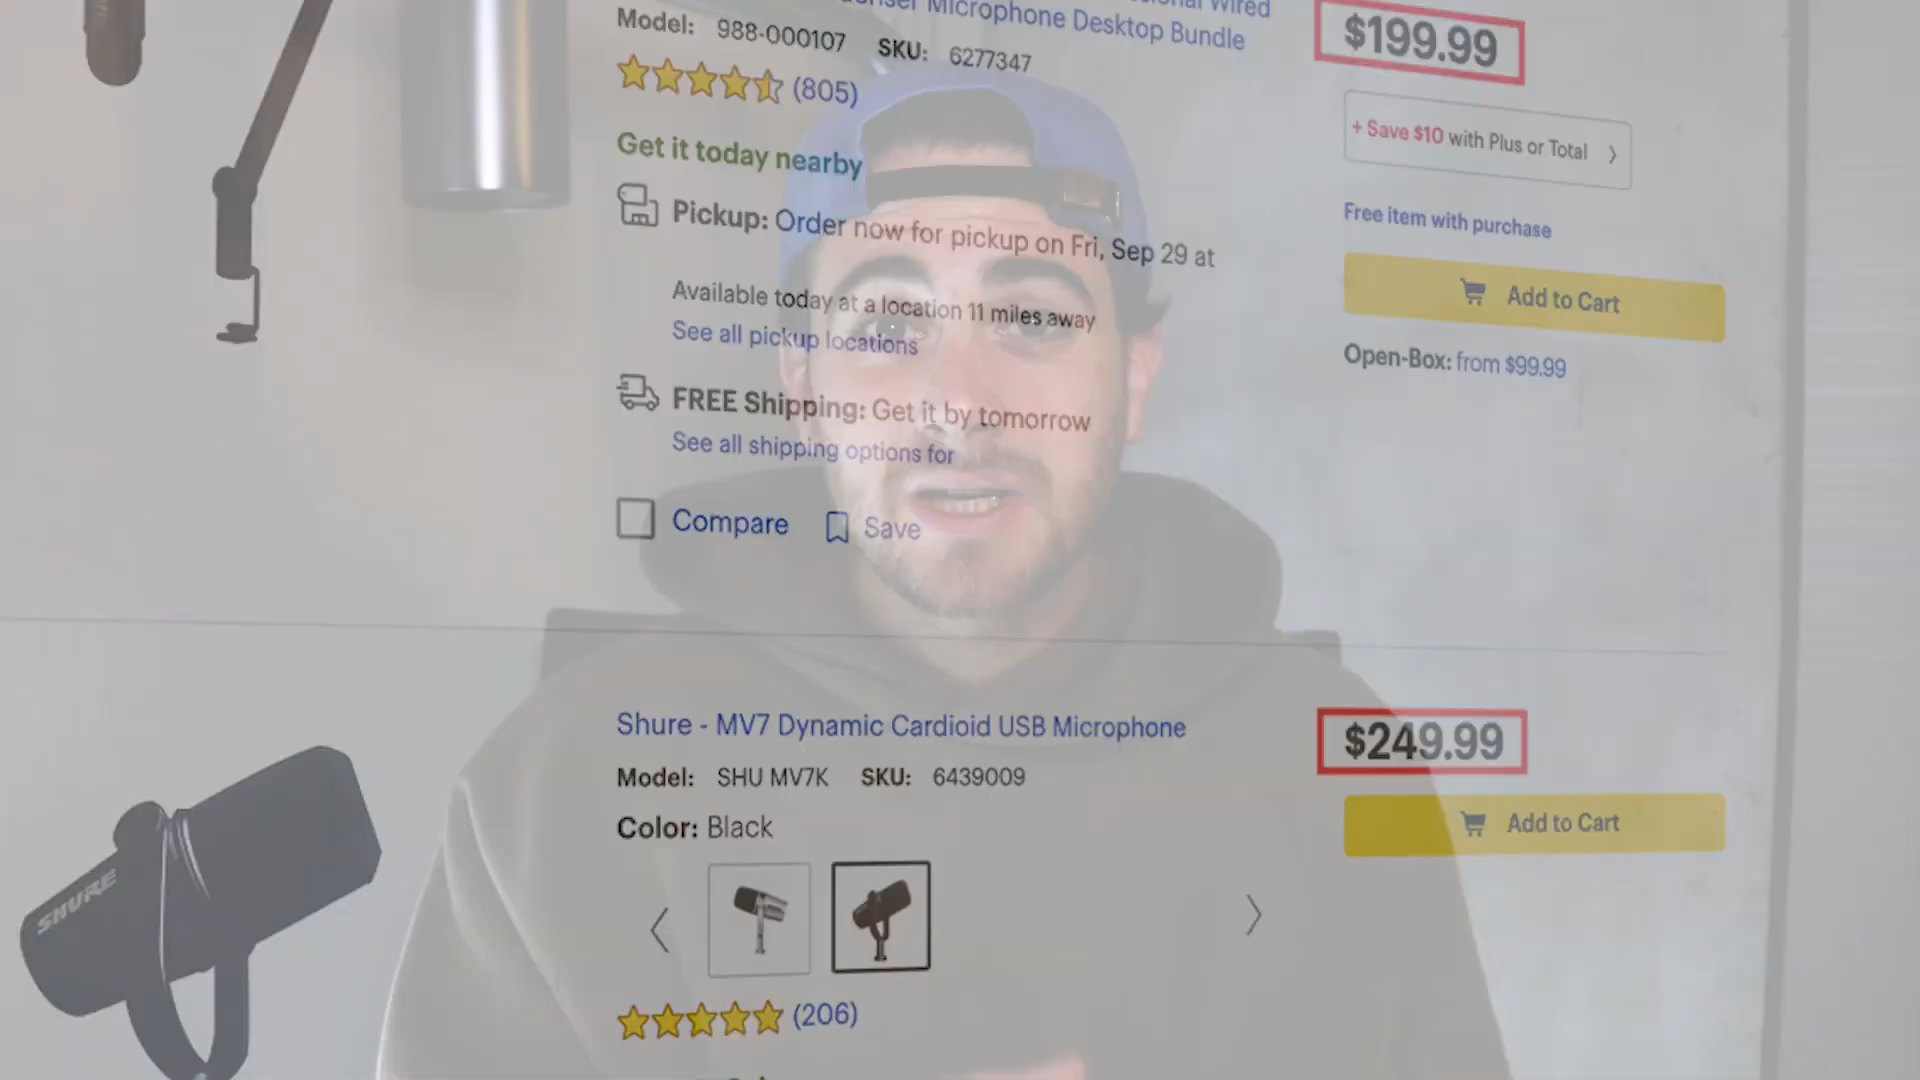 Microphone Desktop Bundle
Model: 988-000107 SKU: 6277347
(805)
Get it today nearby
Pickup: Order now for pickup on Fri, Sep 29 at
Available today at a location 11 miles away
See all pickup locations
FREE Shipping: Get it by tomorrow
See all shipping options for
Compare Save
$199.99
+ Save $10 with Plus or Total
Free item with purchase
Add to Cart
Open-Box: from $99.99
SHURE
Shure - MV7 Dynamic Cardioid USB Microphone
Model: SHU MV7K SKU: 6439009
Color: Black
(206)
$249.99
Add to Cart